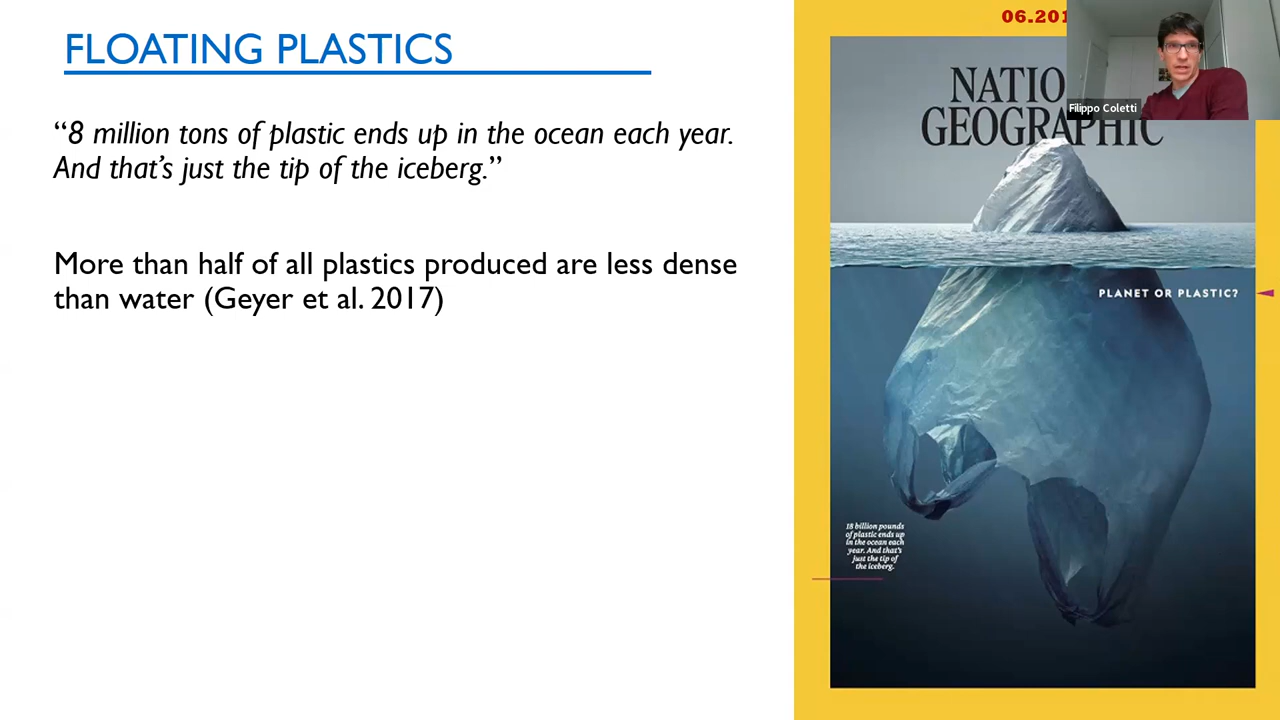 FLOATING PLASTICS
“8 million tons of plastic ends up in the ocean each year.
And that’s just the tip of the iceberg.”
More than half of all plastics produced are less dense
than water (Geyer et al. 2017)
06.201
Filippo Coletti
NATIO
GEOGRAPHIC
PLANET OR PLASTIC?
18 billion pounds
of plastic ends up
in the ocean each
year. And that’s
just the tip of
the iceberg.